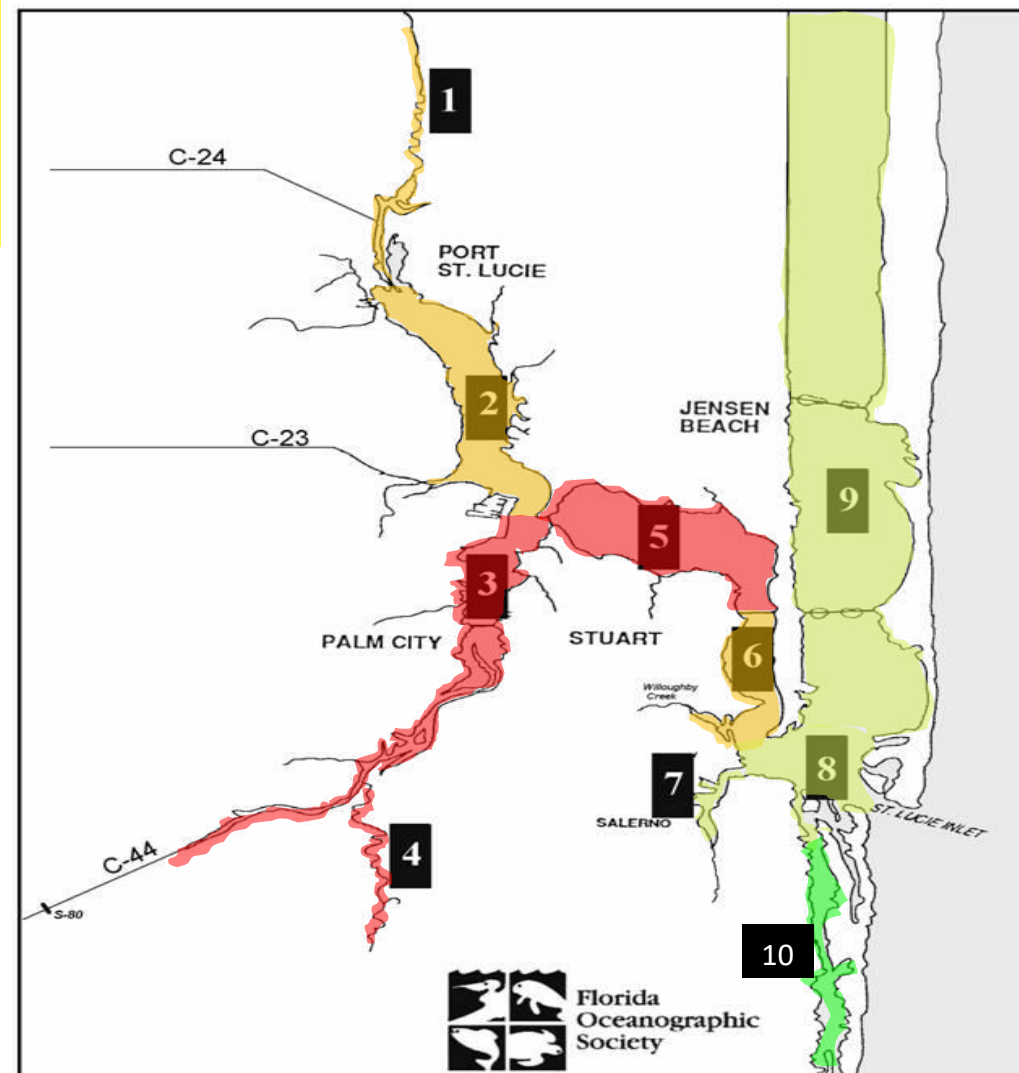 1
C-24
PORT
ST. LUCIE
2
JENSEN
BEACH
C-23
9
5
3
PALM CITY
STUART
6
Willoughby
Creek
7
8
SALERNO
ST. LUCIE INLET
C-44
4
S-80
10
Florida
Oceanographic
Society